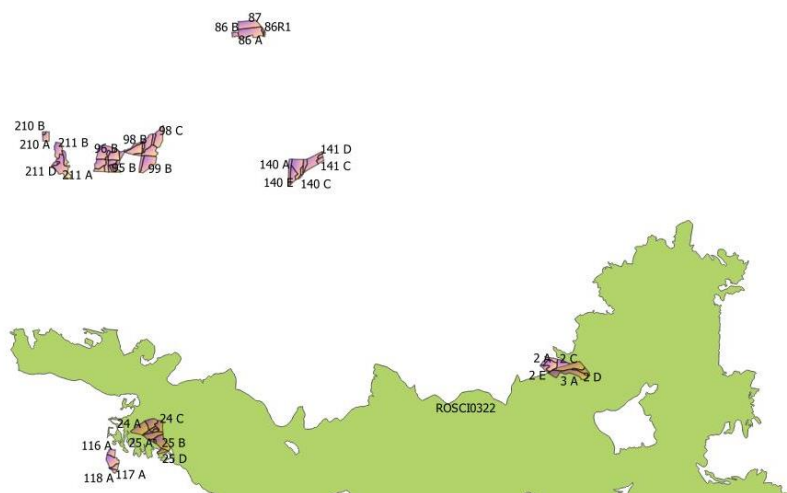 87
86 B
86R1
86 A
210 B
98 C
98 B
210 A
211 B
96 B
141 D
140 A
141 C
211 D
211 A
95 B
99 B
140 E
140 C
2 A
2 C
2 E
3 A
2 D
ROSCI0322
24 C
24 A
25 A
25 B
116 A
25 D
118 A
117 A